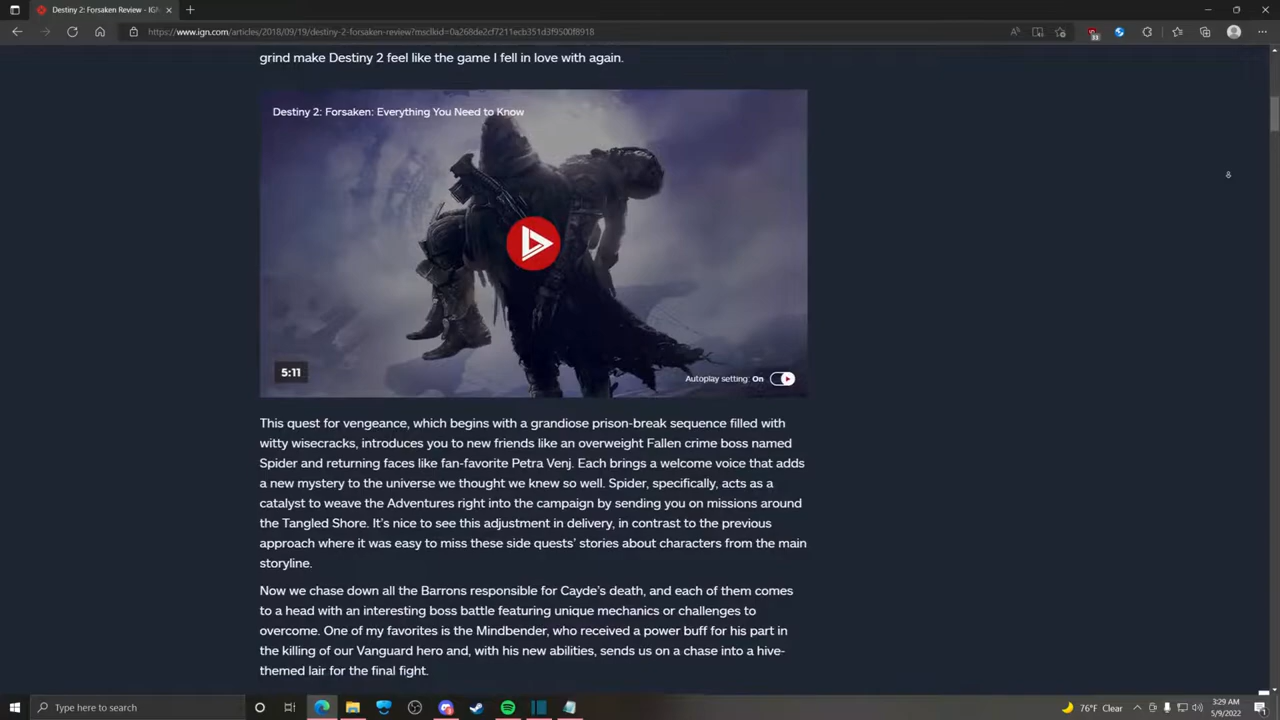 Destiny 2: Forsaken Review - IGN
https://www.ign.com/articles/2018/09/19/destiny-2-forsaken-review?msclkid=0a268de2cf7211ecb351d3f9500f8918
33
grind make Destiny 2 feel like the game I fell in love with again.
Destiny 2: Forsaken: Everything You Need to Know
5:11
Autoplay setting: On
This quest for vengeance, which begins with a grandiose prison-break sequence filled with
witty wisecracks, introduces you to new friends like an overweight Fallen crime boss named
Spider and returning faces like fan-favorite Petra Venj. Each brings a welcome voice that adds
a new mystery to the universe we thought we knew so well. Spider, specifically, acts as a
catalyst to weave the Adventures right into the campaign by sending you on missions around
the Tangled Shore. It's nice to see this adjustment in delivery, in contrast to the previous
approach where it was easy to miss these side quests' stories about characters from the main
storyline.
Now we chase down all the Barrons responsible for Cayde's death, and each of them comes
to a head with an interesting boss battle featuring unique mechanics or challenges to
overcome. One of my favorites is the Mindbender, who received a power buff for his part in
the killing of our Vanguard hero and, with his new abilities, sends us on a chase into a hive-
themed lair for the final fight.
Type here to search
76°F Clear
3:29 AM
5/9/2022